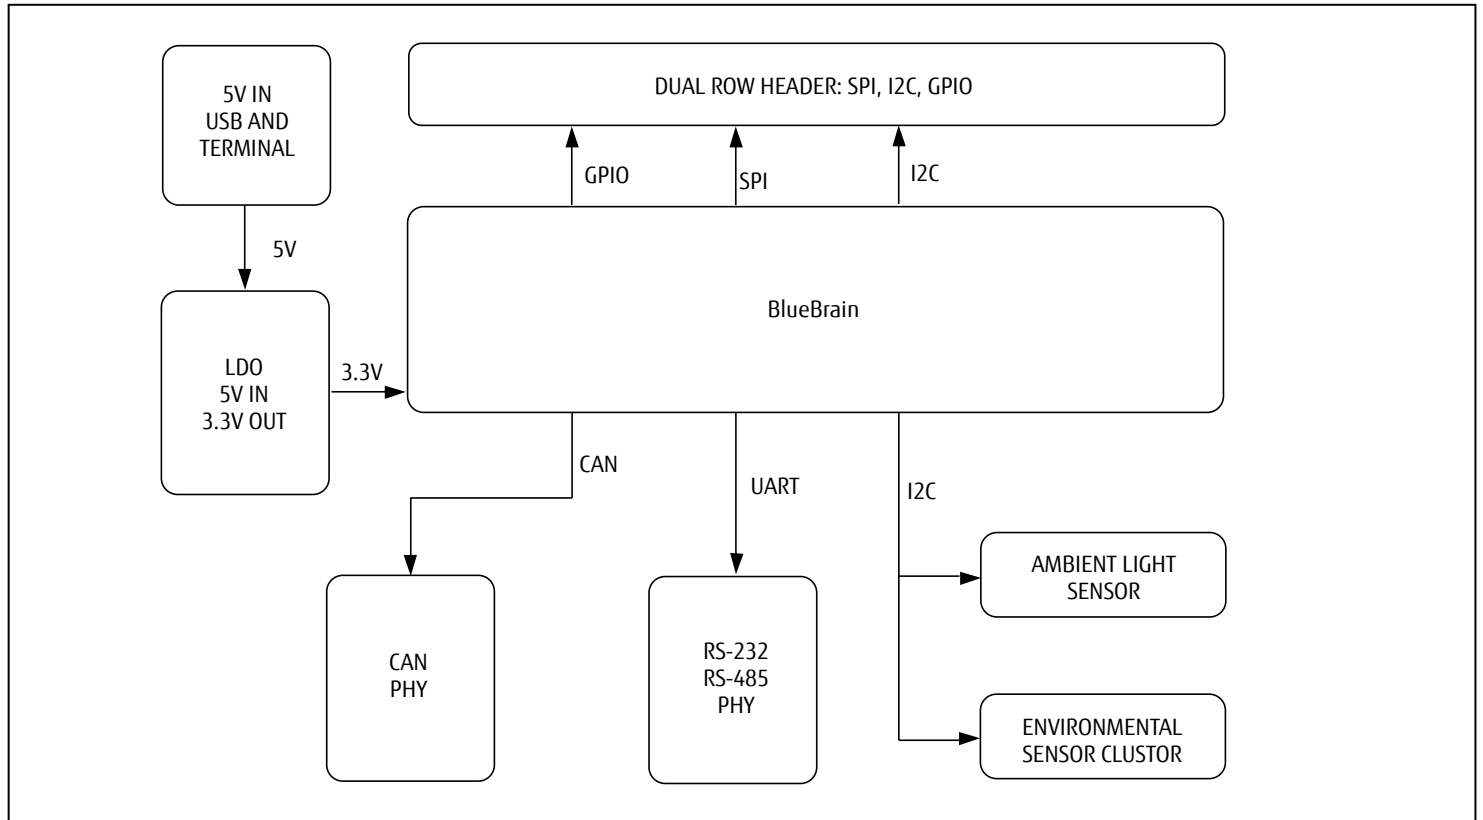 5V IN
USB AND
TERMINAL
DUAL ROW HEADER: SPI, I2C, GPIO
GPIO
SPI
I2C
5V
BlueBrain
LDO
5V IN
3.3V OUT
3.3V
CAN
UART
I2C
CAN
PHY
RS-232
RS-485
PHY
AMBIENT LIGHT
SENSOR
ENVIRONMENTAL
SENSOR CLUSTOR